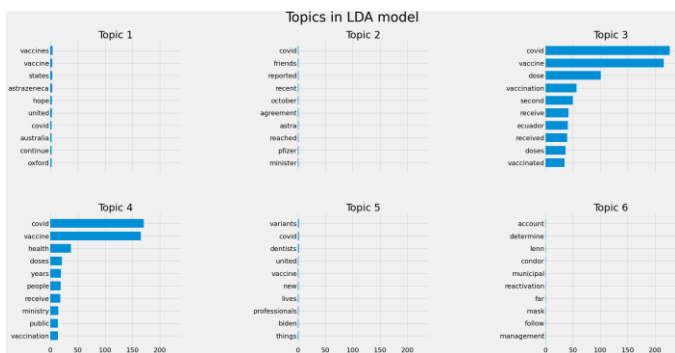 Topics in LDA model
Topic 1
vaccines
vaccine
states
astrazeneca
hope
united
covid
australia
continue
oxford
0 50 100 150 200
Topic 2
covid
friends
reported
recent
october
agreement
astra
reached
pfizer
minister
0 50 100 150 200
Topic 3
covid
vaccine
dose
vaccination
second
receive
ecuador
received
doses
vaccinated
0 50 100 150 200
Topic 4
covid
vaccine
health
doses
years
people
receive
ministry
public
vaccination
0 50 100 150 200
Topic 5
variants
covid
dentists
united
vaccine
new
lives
professionals
biden
things
0 50 100 150 200
Topic 6
account
determine
lenn
condor
municipal
reactivation
far
mask
follow
management
0 50 100 150 200